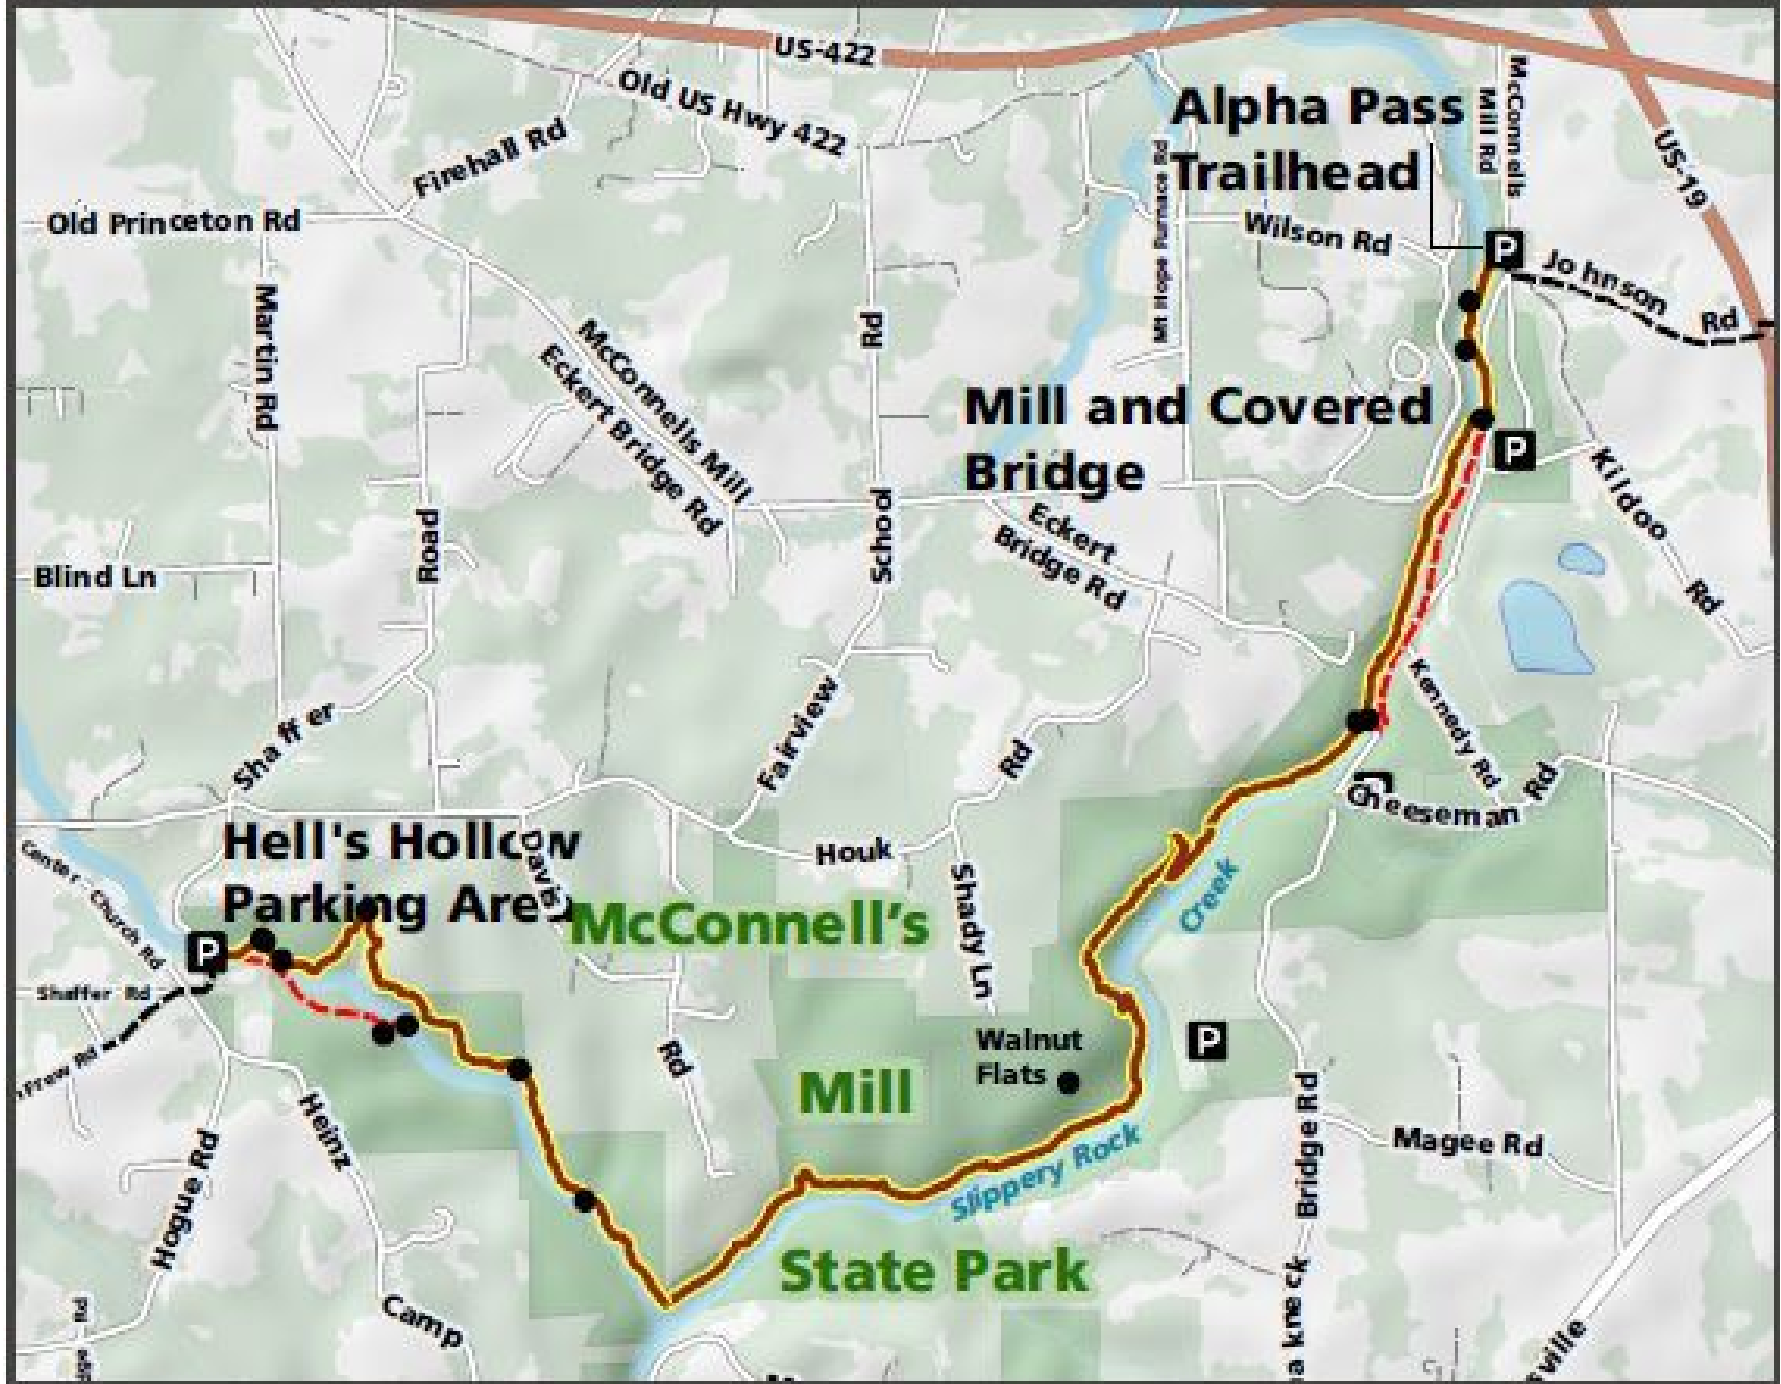 US-422
Old US Hwy 422
Alpha Pass
Trailhead
McConnells
Mill Rd
US-19
Firehall Rd
Old Princeton Rd
Mt Hope Furnace Rd
Wilson Rd
P
Johnson
Rd
Martin Rd
Rd
McConnells Mill
Eckert Bridge Rd
Mill and Covered
Bridge
P
Kildoo
Rd
Road
School
Eckert
Bridge Rd
Blind Ln
Kennedy Rd
Shaffer
Fairview
Rd
Cheeseman Rd
Hell's Hollow
Parking Area
Davis
Houk
Shady Ln
Creek
Center Church Rd
McConnell's
P
Shaffer Rd
Walnut
Flats
P
Rd
Mill
Heinz
Bridge Rd
Magee Rd
Slippery Rock
Hogue Rd
State Park
Camp
Rd